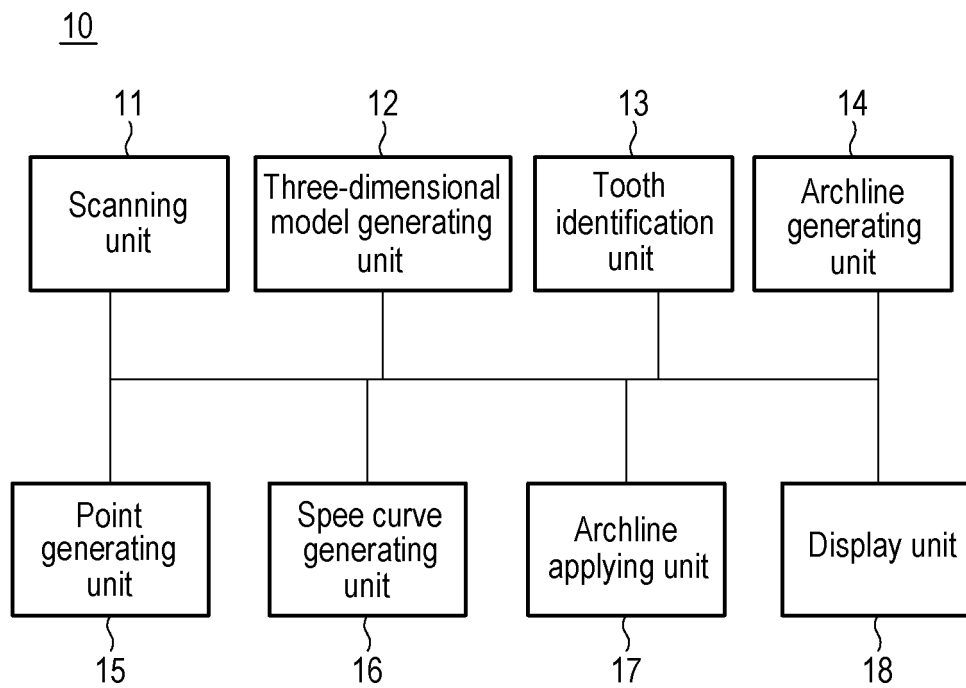 10
11
12
13
14
Scanning
unit
Three-dimensional
model generating
unit
Tooth
identification
unit
Archline
generating
unit
Point
generating
unit
Spee curve
generating
unit
Archline
applying unit
Display unit
15
16
17
18